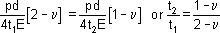 pd/4t₁E [2 − ν] = pd/4t₂E [1 − ν] or t₂/t₁ = 1 − ν/2 − ν